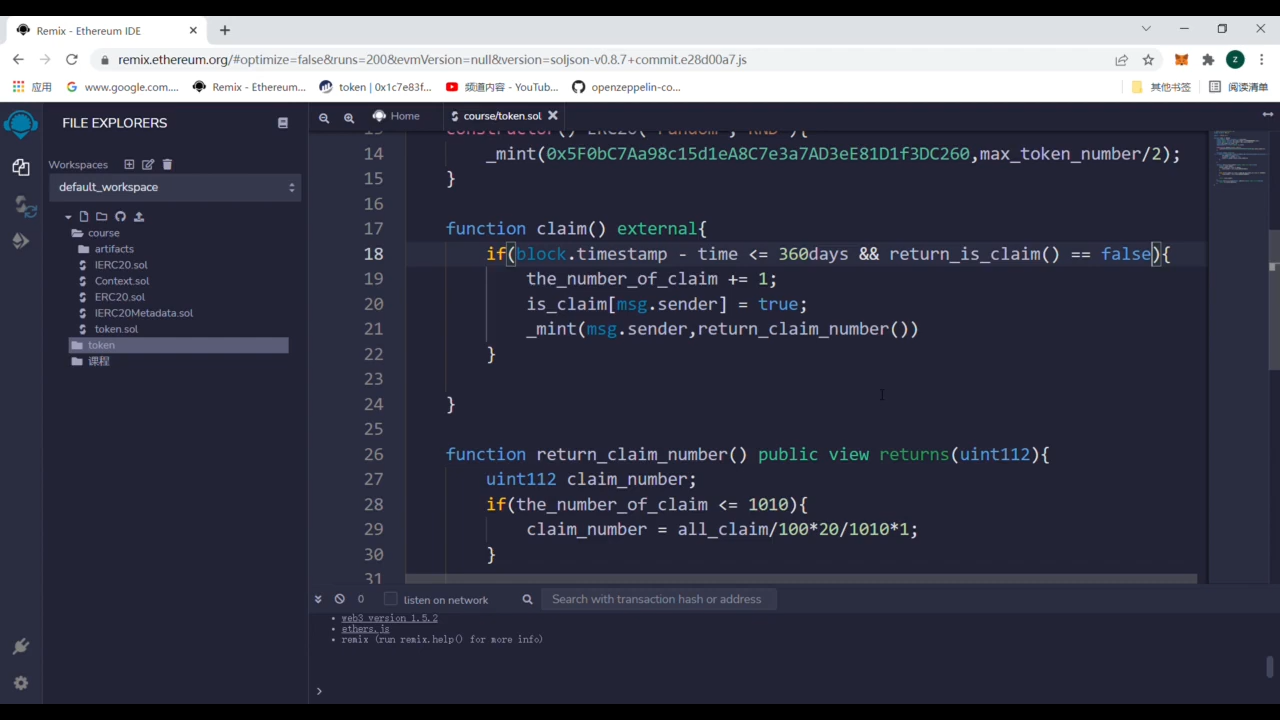 Remix - Ethereum IDE
remix.ethereum.org/#optimize=false&runs=200&evmVersion=null&version=soljson-v0.8.7+commit.e28d00a7.js
Z
应用 www.google.com.... Remix - Ethereum... token | 0x1c7e83f... 频道内容 - YouTub... openzeppelin-co... 其他书签 阅读清单
FILE EXPLORERS
Home course/token.sol
Workspaces
default_workspace
course
artifacts
IERC20.sol
Context.sol
ERC20.sol
IERC20Metadata.sol
token.sol
token
课程
14 _mint(0x5F0bC7Aa98c15d1eA8C7e3a7AD3eE81D1f3DC260,max_token_number/2);
15 }
16
17 function claim() external{
18 if(block.timestamp - time <= 360days && return_is_claim() == false){
19 the_number_of_claim += 1;
20 is_claim[msg.sender] = true;
21 _mint(msg.sender,return_claim_number())
22 }
23
24 }
25
26 function return_claim_number() public view returns(uint112){
27 uint112 claim_number;
28 if(the_number_of_claim <= 1010){
29 claim_number = all_claim/100*20/1010*1;
30 }
31
0 listen on network Search with transaction hash or address
web3 version 1.5.2
ethers.js
remix (run remix.help() for more info)
>